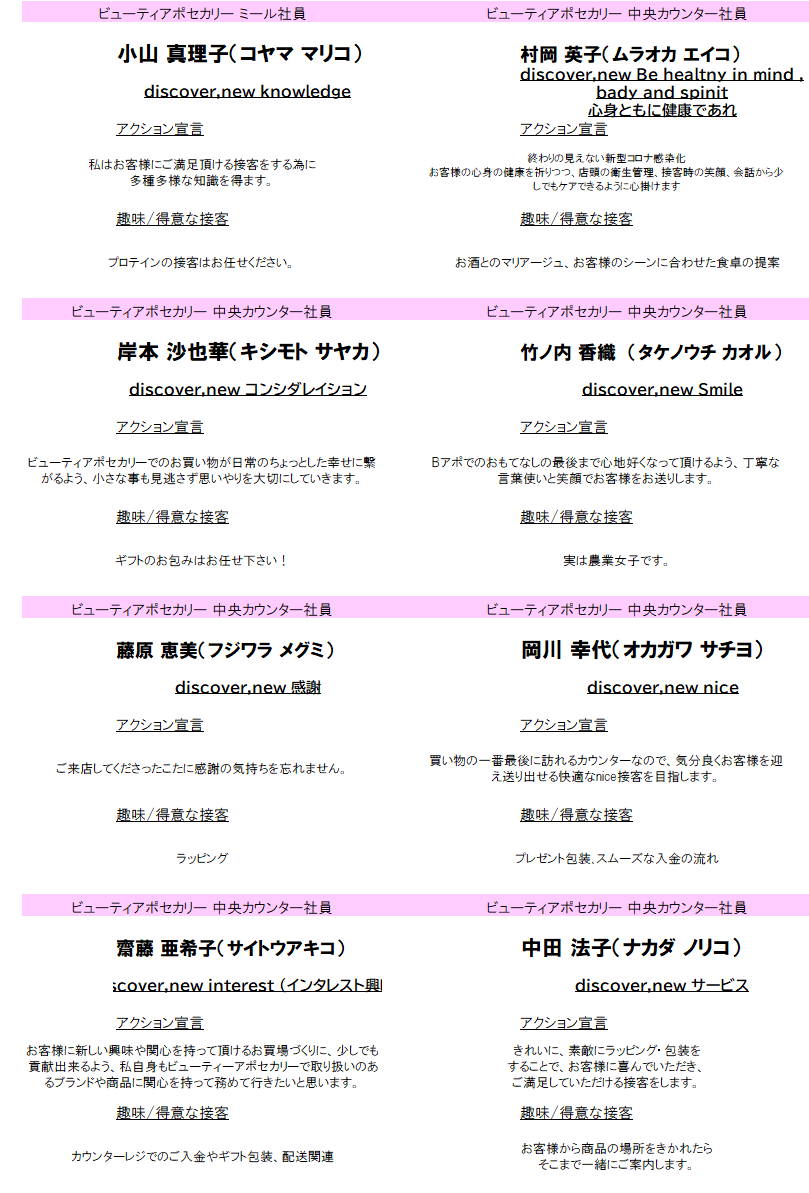 ビューティアポセカリー ミール社員
小山 真理子(コヤマ マリコ)
discover,new knowledge
アクション宣言
私はお客様にご満足頂ける接客をする為に
多種多様な知識を得ます。
趣味/得意な接客
プロテインの接客はお任せください。
ビューティアポセカリー 中央カウンター社員
村岡 英子(ムラオカ エイコ)
discover,new Be healtny in mind ,
bady and spinit
心身ともに健康であれ
アクション宣言
終わりの見えない新型コロナ感染化
お客様の心身の健康を祈りつつ、店頭の衛生管理、接客時の笑顔、会話から少
しでもケアできるように心掛けます
趣味/得意な接客
お酒とのマリアージュ、お客様のシーンに合わせた食卓の提案
ビューティアポセカリー 中央カウンター社員
岸本 沙也華(キシモト サヤカ)
discover,new コンシダレイション
アクション宣言
ビューティアポセカリーでのお買い物が日常のちょっとした幸せに繋
がるよう、小さな事も見逃さず思いやりを大切にしていきます。
趣味/得意な接客
ギフトのお包みはお任せ下さい!
ビューティアポセカリー 中央カウンター社員
竹ノ内 香織 (タケノウチ カオル)
discover,new Smile
アクション宣言
Bアポでのおもてなしの最後まで心地好くなって頂けるよう、丁寧な
言葉使いと笑顔でお客様をお送りします。
趣味/得意な接客
実は農業女子です。
ビューティアポセカリー 中央カウンター社員
藤原 恵美(フジワラ メグミ)
discover,new 感謝
アクション宣言
ご来店してくださったこたに感謝の気持ちを忘れません。
趣味/得意な接客
ラッピング
ビューティアポセカリー 中央カウンター社員
岡川 幸代(オカガワ サチヨ)
discover,new nice
アクション宣言
買い物の一番最後に訪れるカウンターなので、気分良くお客様を迎
え送り出せる快適なnice接客を目指します。
趣味/得意な接客
プレゼント包装、スムーズな入金の流れ
ビューティアポセカリー 中央カウンター社員
齋藤 亜希子(サイトウアキコ)
scover,new interest (インタレスト興
アクション宣言
お客様に新しい興味や関心を持って頂けるお買場づくりに、少しでも
貢献出来るよう、私自身もビューティーアポセカリーで取り扱いのあ
るブランドや商品に関心を持って務めて行きたいと思います。
趣味/得意な接客
カウンターレジでのご入金やギフト包装、配送関連
ビューティアポセカリー 中央カウンター社員
中田 法子(ナカダ ノリコ)
discover,new サービス
アクション宣言
きれいに、素敵にラッピング・包装を
することで、お客様に喜んでいただき、
ご満足していただける接客をします。
趣味/得意な接客
お客様から商品の場所をきかれたら
そこまで一緒にご案内します。